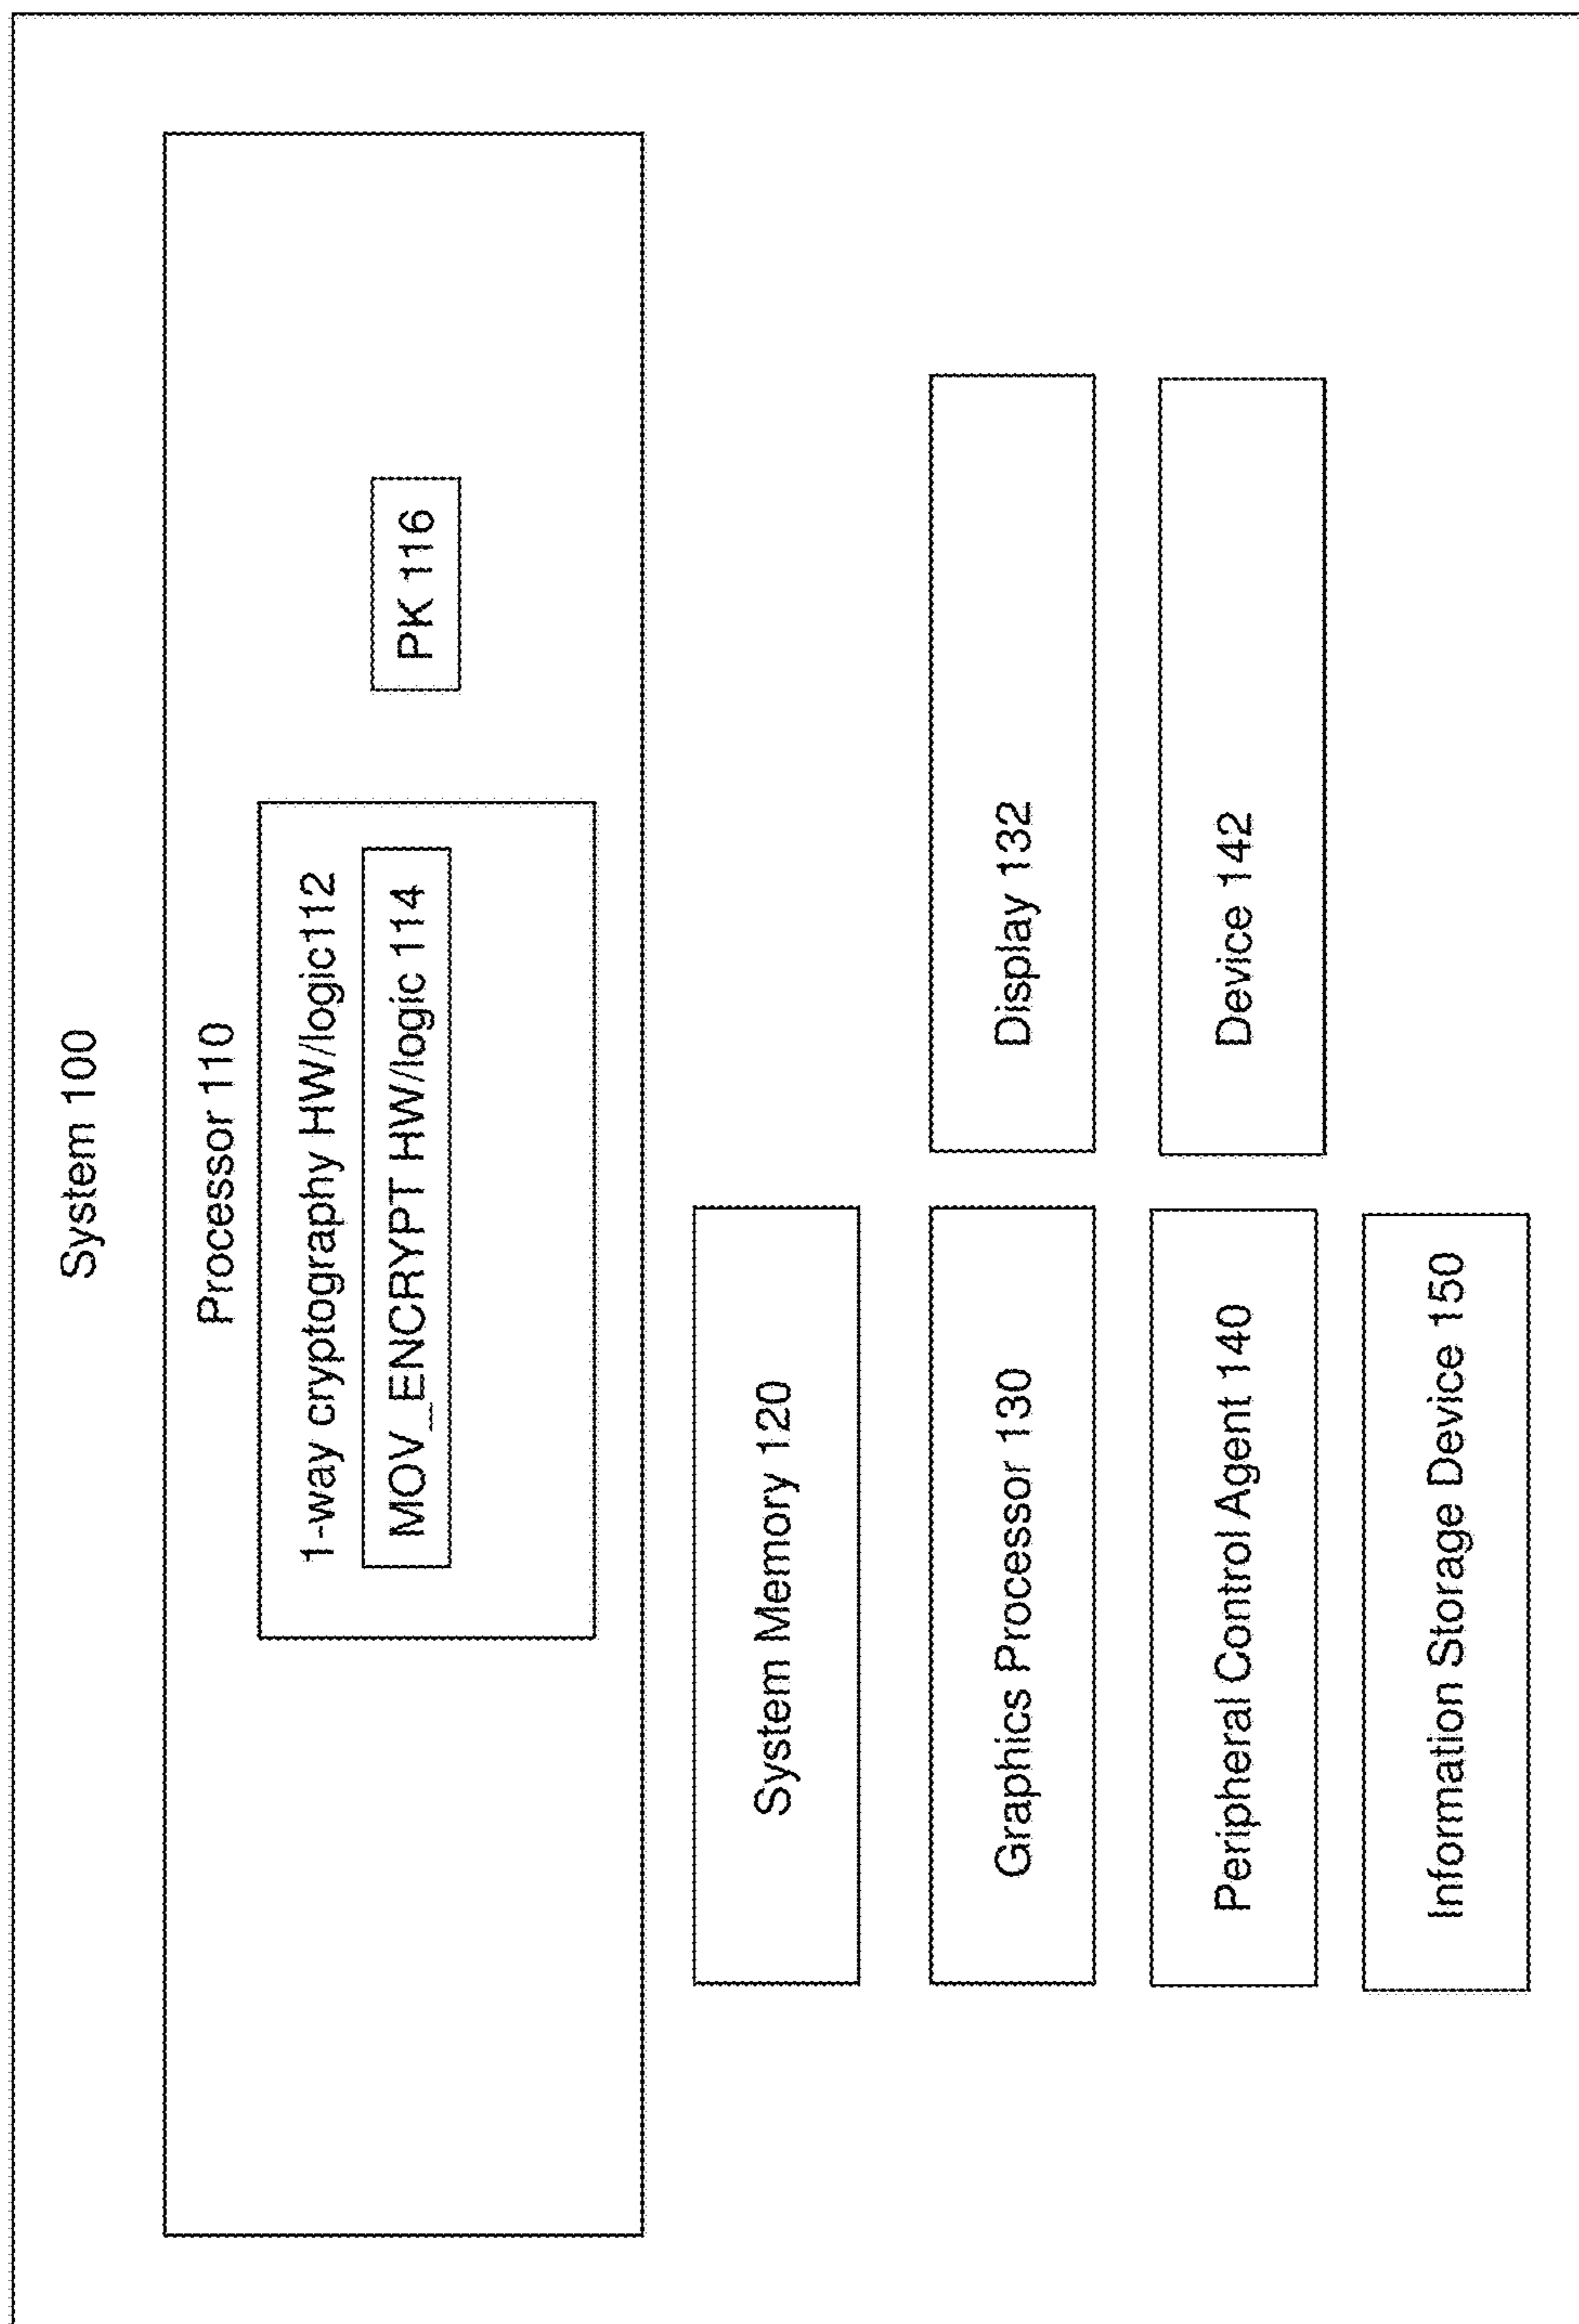 System 100
Processor 110
1-way cryptography HW/logic112
MOV_ENCRYPT HW/logic 114
PK 116
System Memory 120
Graphics Processor 130
Display 132
Peripheral Control Agent 140
Device 142
Information Storage Device 150